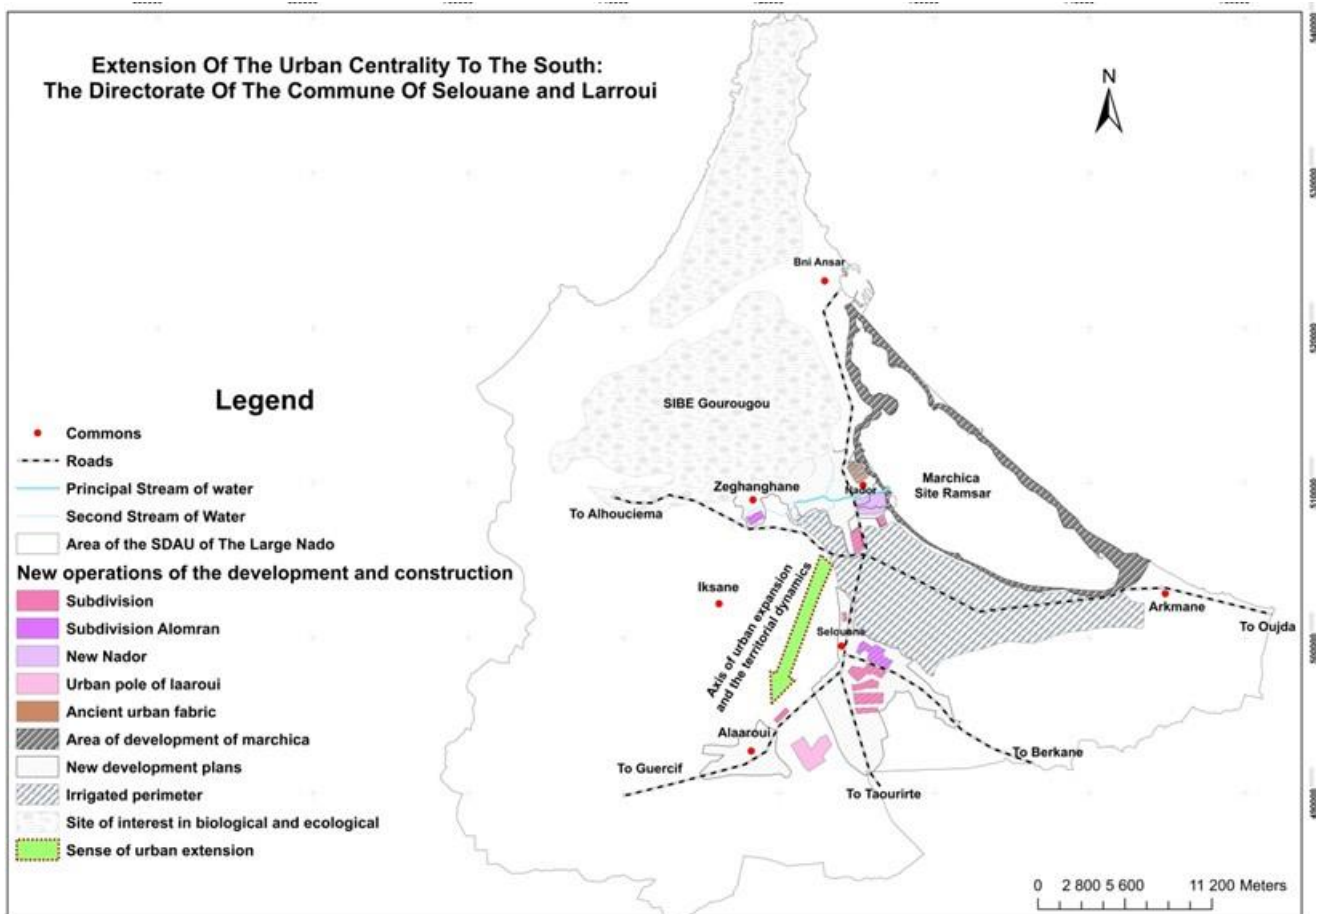 Extension Of The Urban Centrality To The South:
The Directorate Of The Commune Of Selouane and Larroui
N
540000
530000
520000
510000
500000
490000
Bni Ansar
SIBE Gourougou
Marchica
Site Ramsar
Zeghanghane
Nador
To Alhouciema
Iksane
Axis of urban expansion
and the territorial dynamics
Arkmane
To Oujda
Selouane
Alaaroui
To Guercif
To Berkane
To Taourirte
Legend
Commons
Roads
Principal Stream of water
Second Stream of Water
Area of the SDAU of The Large Nado
New operations of the development and construction
Subdivision
Subdivision Alomran
New Nador
Urban pole of laaroui
Ancient urban fabric
Area of development of marchica
New development plans
Irrigated perimeter
Site of interest in biological and ecological
Sense of urban extension
0 2 800 5 600 11 200 Meters